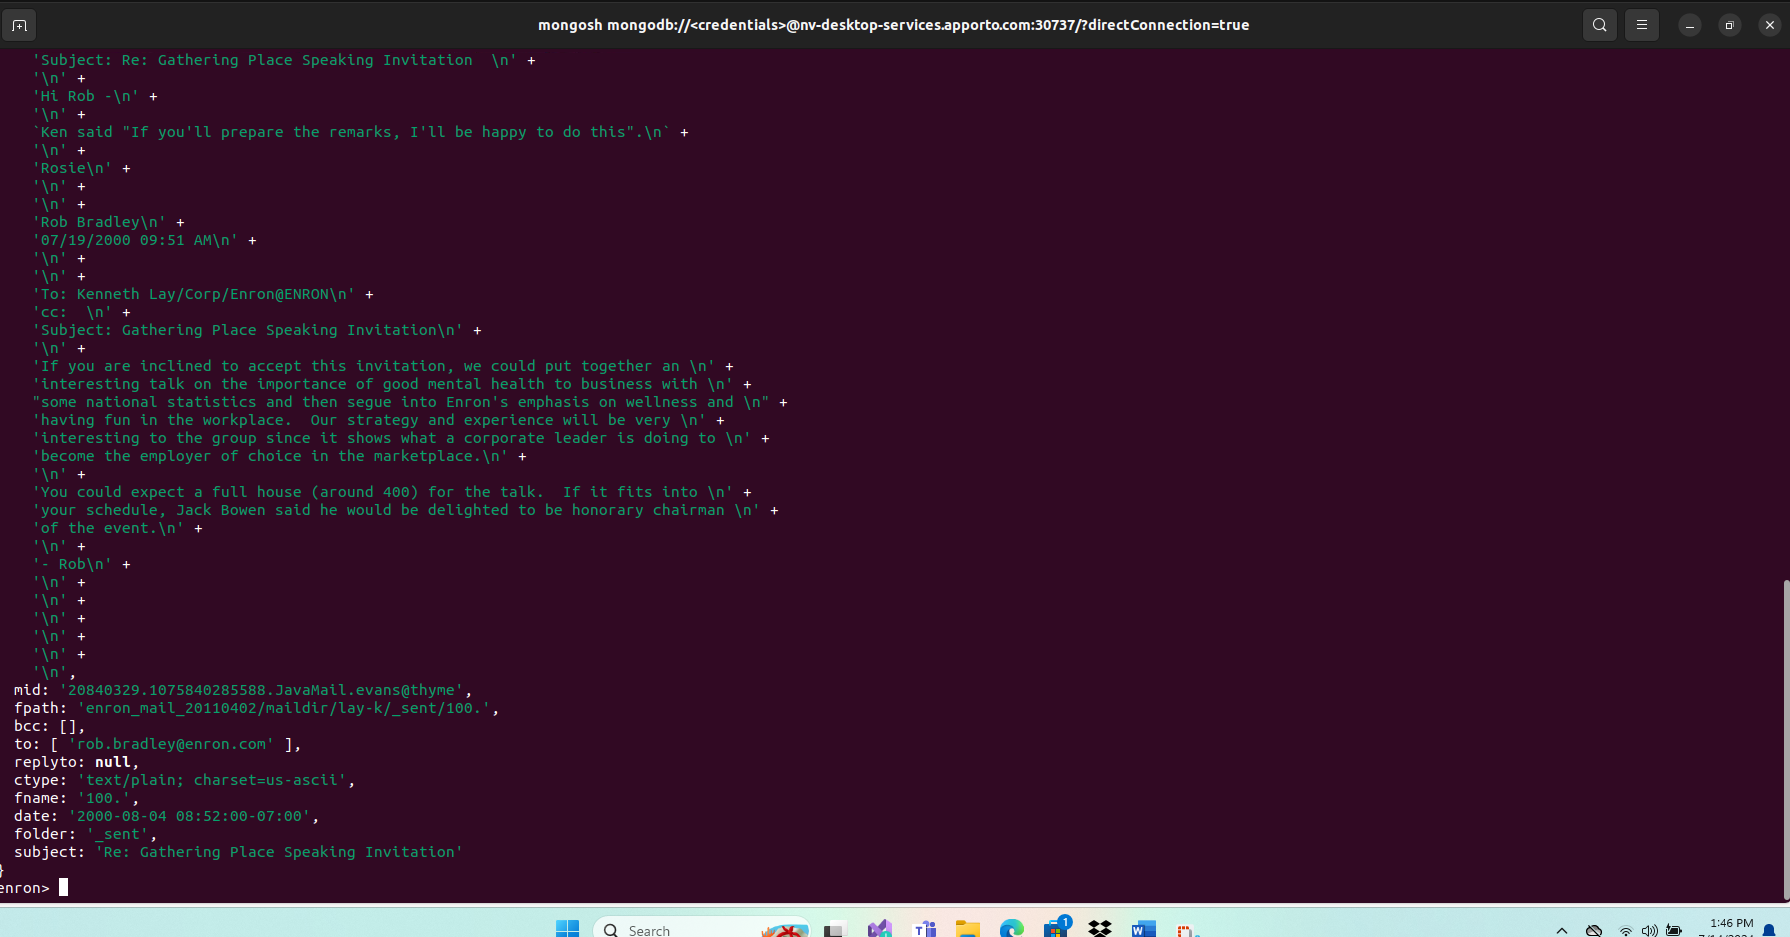 mongosh mongodb://<credentials>@nv-desktop-services.apporto.com:30737/?directConnection=true
'Subject: Re: Gathering Place Speaking Invitation  \n' +
'\n' +
'Hi Rob -\n' +
'\n' +
`Ken said "If you'll prepare the remarks, I'll be happy to do this".\n` +
'\n' +
'Rosie\n' +
'\n' +
'\n' +
'Rob Bradley\n' +
'07/19/2000 09:51 AM\n' +
'\n' +
'\n' +
'To: Kenneth Lay/Corp/Enron@ENRON\n' +
'cc:  \n' +
'Subject: Gathering Place Speaking Invitation\n' +
'\n' +
'If you are inclined to accept this invitation, we could put together an \n' +
'interesting talk on the importance of good mental health to business with \n' +
"some national statistics and then segue into Enron's emphasis on wellness and \n" +
'having fun in the workplace.  Our strategy and experience will be very \n' +
'interesting to the group since it shows what a corporate leader is doing to \n' +
'become the employer of choice in the marketplace.\n' +
'\n' +
'You could expect a full house (around 400) for the talk.  If it fits into \n' +
'your schedule, Jack Bowen said he would be delighted to be honorary chairman \n' +
'of the event.\n' +
'\n' +
'- Rob\n' +
'\n' +
'\n' +
'\n' +
'\n' +
'\n' +
'\n',
mid: '20840329.1075840285588.JavaMail.evans@thyme',
fpath: 'enron_mail_20110402/maildir/lay-k/_sent/100.',
bcc: [],
to: [ 'rob.bradley@enron.com' ],
replyto: null,
ctype: 'text/plain; charset=us-ascii',
fname: '100.',
date: '2000-08-04 08:52:00-07:00',
folder: '_sent',
subject: 'Re: Gathering Place Speaking Invitation'
}
enron>
Search
1
1:46 PM